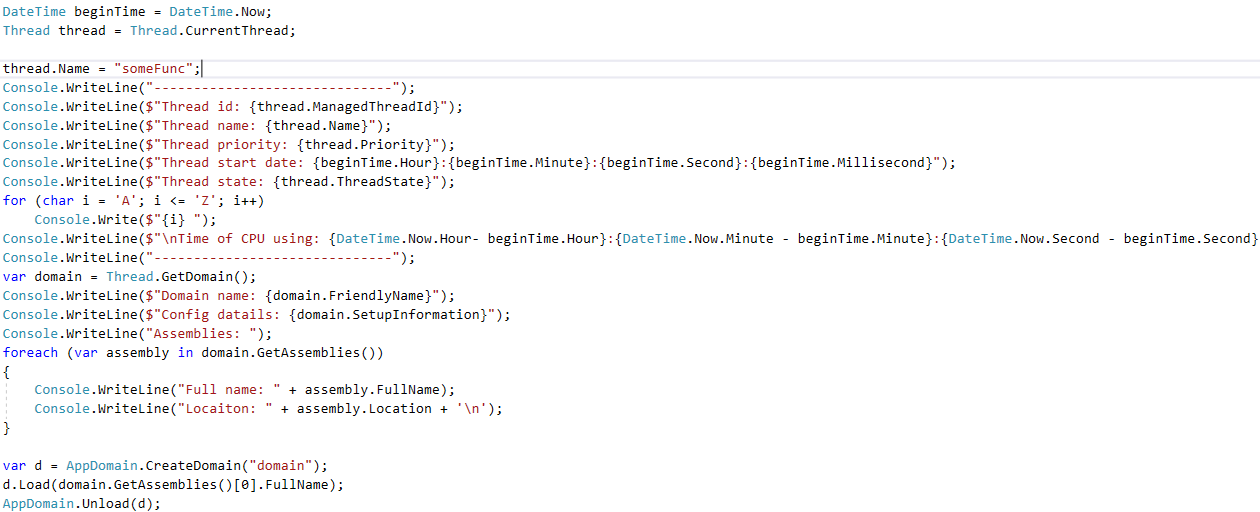 DateTime beginTime = DateTime.Now;
Thread thread = Thread.CurrentThread;
thread.Name = "someFunc";
Console.WriteLine("------------------------------");
Console.WriteLine($"Thread id: {thread.ManagedThreadId}");
Console.WriteLine($"Thread name: {thread.Name}");
Console.WriteLine($"Thread priority: {thread.Priority}");
Console.WriteLine($"Thread start date: {beginTime.Hour}:{beginTime.Minute}:{beginTime.Second}:{beginTime.Millisecond}");
Console.WriteLine($"Thread state: {thread.ThreadState}");
for (char i = 'A'; i <= 'Z'; i++)
    Console.Write($"{i} ");
Console.WriteLine($"\nTime of CPU using: {DateTime.Now.Hour- beginTime.Hour}:{DateTime.Now.Minute - beginTime.Minute}:{DateTime.Now.Second - beginTime.Second}
Console.WriteLine("------------------------------");
var domain = Thread.GetDomain();
Console.WriteLine($"Domain name: {domain.FriendlyName}");
Console.WriteLine($"Config datails: {domain.SetupInformation}");
Console.WriteLine("Assemblies: ");
foreach (var assembly in domain.GetAssemblies())
{
    Console.WriteLine("Full name: " + assembly.FullName);
    Console.WriteLine("Locaiton: " + assembly.Location + '\n');
}
var d = AppDomain.CreateDomain("domain");
d.Load(domain.GetAssemblies()[0].FullName);
AppDomain.Unload(d);